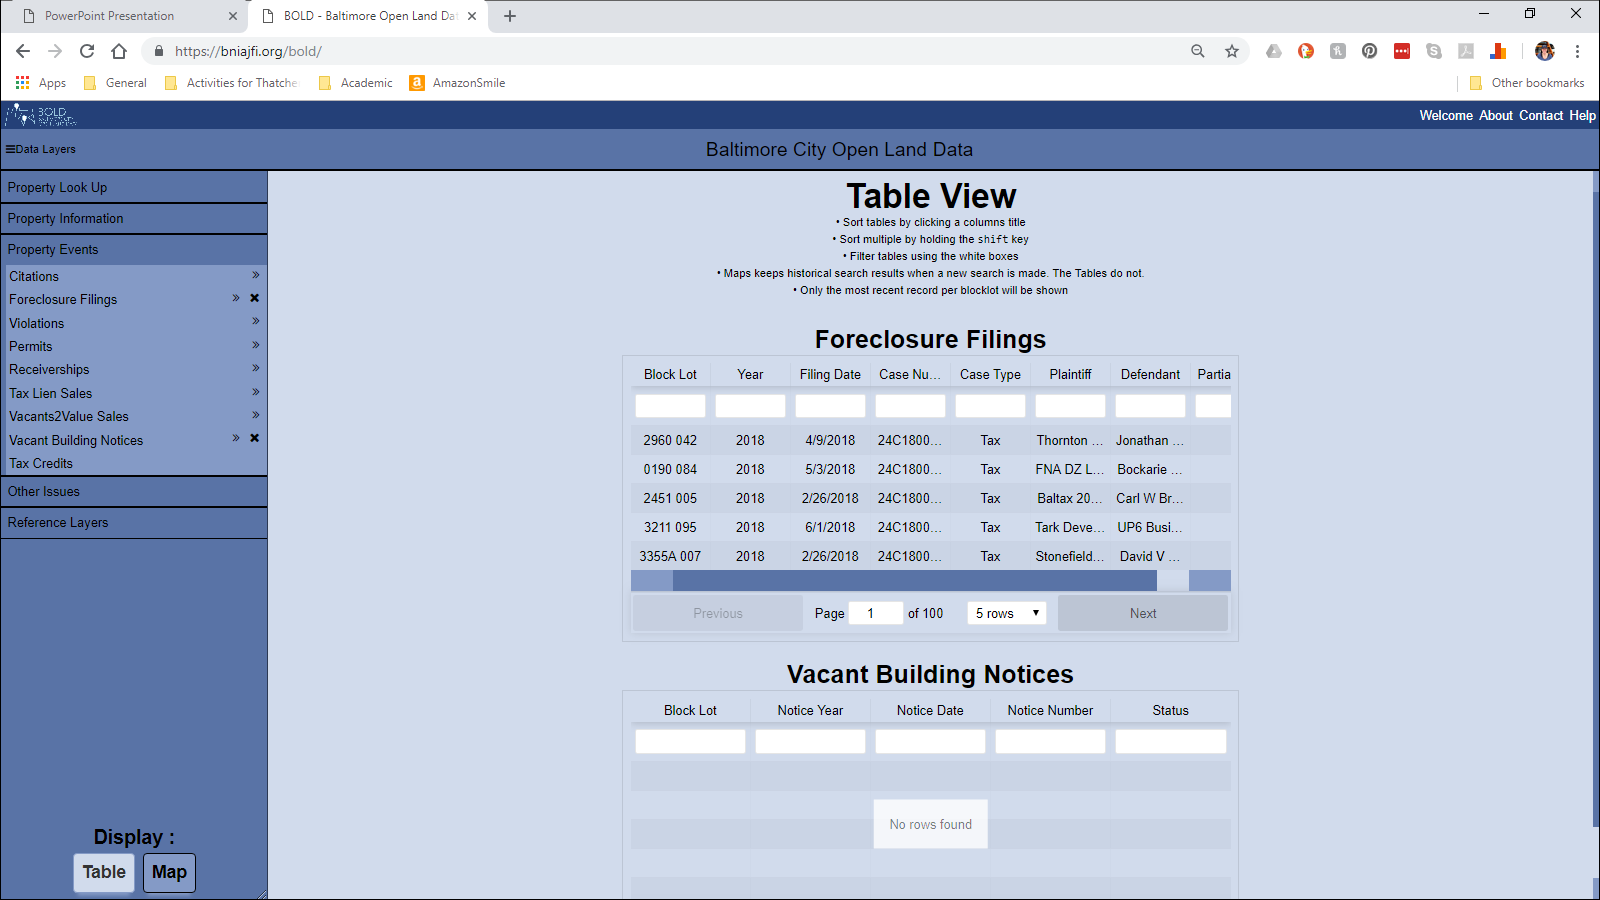 PowerPoint Presentation
BOLD - Baltimore Open Land Da
https://bniajfi.org/bold/
Apps
General
Activities for Thatche
Academic
AmazonSmile
Other bookmarks
BOLD
Welcome About Contact Help
Data Layers
Baltimore City Open Land Data
Property Look Up
Property Information
Property Events
Citations
Foreclosure Filings
Violations
Permits
Receiverships
Tax Lien Sales
Vacants2Value Sales
Vacant Building Notices
Tax Credits
Other Issues
Reference Layers
Display :
Table Map
Table View
• Sort tables by clicking a columns title
• Sort multiple by holding the shift key
• Filter tables using the white boxes
• Maps keeps historical search results when a new search is made. The Tables do not.
• Only the most recent record per blocklot will be shown
Foreclosure Filings
Block Lot Year Filing Date Case Nu... Case Type Plaintiff Defendant Partia
2960 042 2018 4/9/2018 24C1800... Tax Thornton ... Jonathan ...
0190 084 2018 5/3/2018 24C1800... Tax FNA DZ L... Bockarie ...
2451 005 2018 2/26/2018 24C1800... Tax Baltax 20... Carl W Br...
3211 095 2018 6/1/2018 24C1800... Tax Tark Deve... UP6 Busi...
3355A 007 2018 2/26/2018 24C1800... Tax Stonefield... David V ...
Previous Page 1 of 100 5 rows Next
Vacant Building Notices
Block Lot Notice Year Notice Date Notice Number Status
No rows found